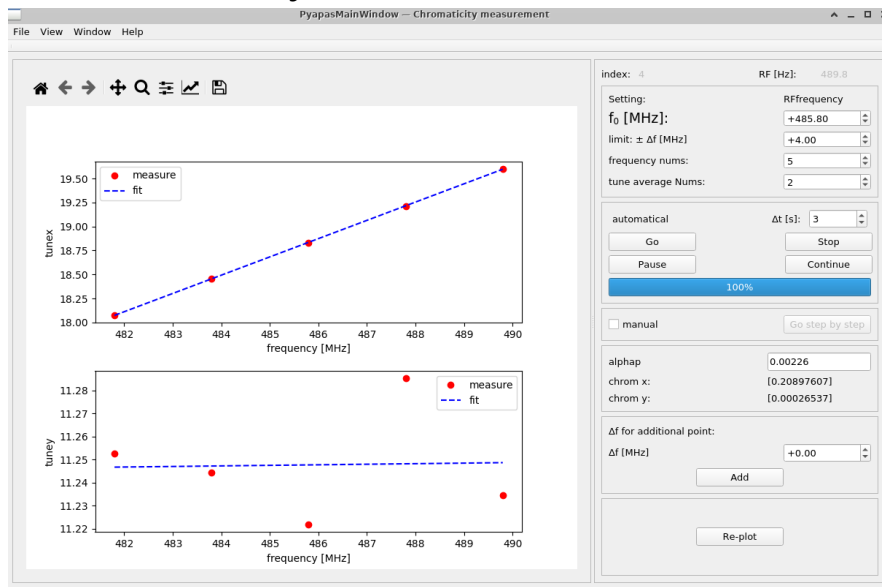 PyapasMainWindow — Chromaticity measurement
File View Window Help
index: 4 RF [Hz]: 489.8
Setting: RFfrequency
f₀ [MHz]: +485.80
limit: ± Δf [MHz] +4.00
frequency nums: 5
tune average Nums: 2
automatical Δt [s]: 3
Go Stop
Pause Continue
100%
manual Go step by step
alphap 0.00226
chrom x: [0.20897607]
chrom y: [0.00026537]
Δf for additional point:
Δf [MHz] +0.00
Add
Re-plot
measure
fit
19.50
19.25
19.00
18.75
18.50
18.25
18.00
tunex
482 483 484 485 486 487 488 489 490
frequency [MHz]
measure
fit
11.28
11.27
11.26
11.25
11.24
11.23
11.22
tuney
482 483 484 485 486 487 488 489 490
frequency [MHz]